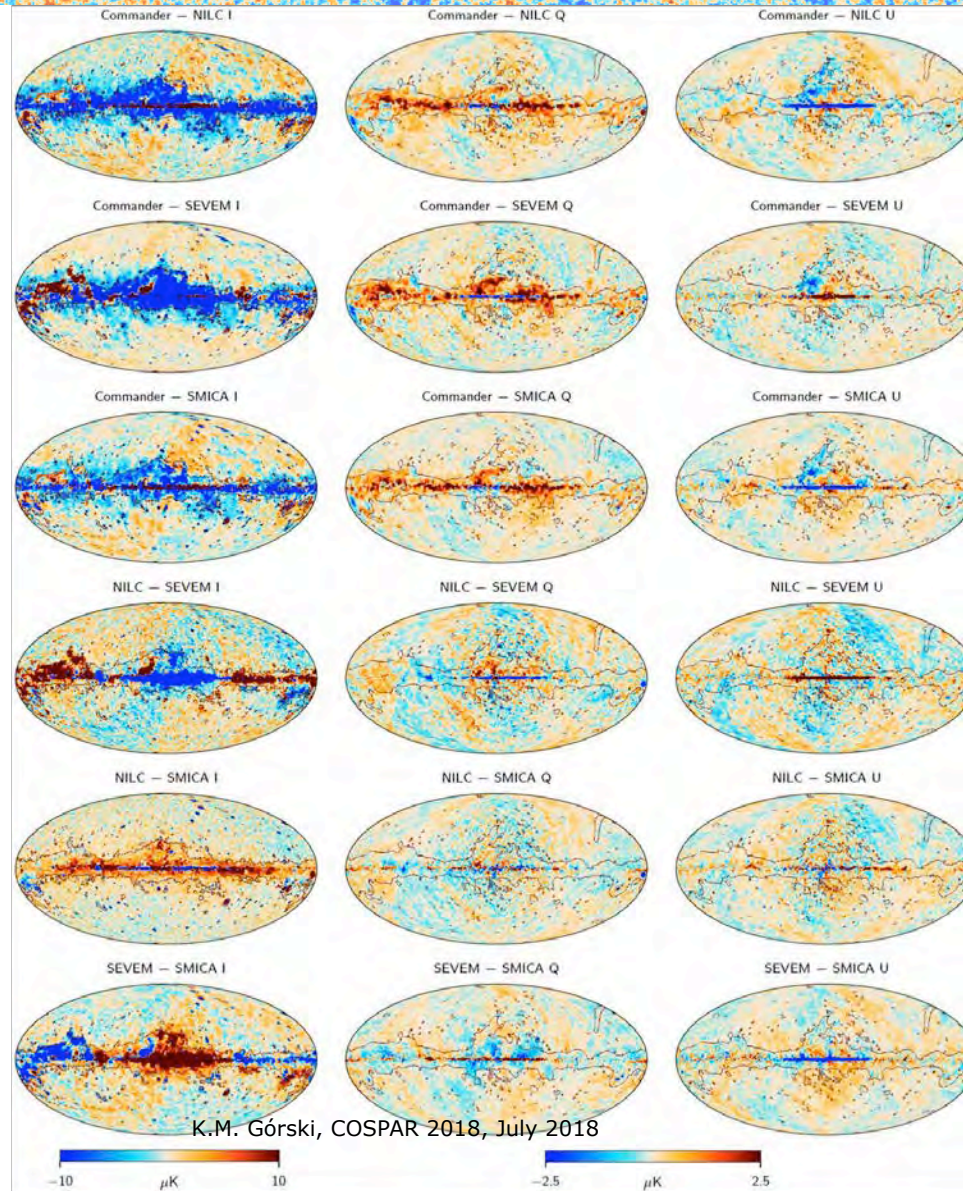 Commander − NILC I Commander − NILC Q Commander − NILC U
Commander − SEVEM I Commander − SEVEM Q Commander − SEVEM U
Commander − SMICA I Commander − SMICA Q Commander − SMICA U
NILC − SEVEM I NILC − SEVEM Q NILC − SEVEM U
NILC − SMICA I NILC − SMICA Q NILC − SMICA U
SEVEM − SMICA I SEVEM − SMICA Q SEVEM − SMICA U
K.M. Górski, COSPAR 2018, July 2018
−10 μK 10 −2.5 μK 2.5